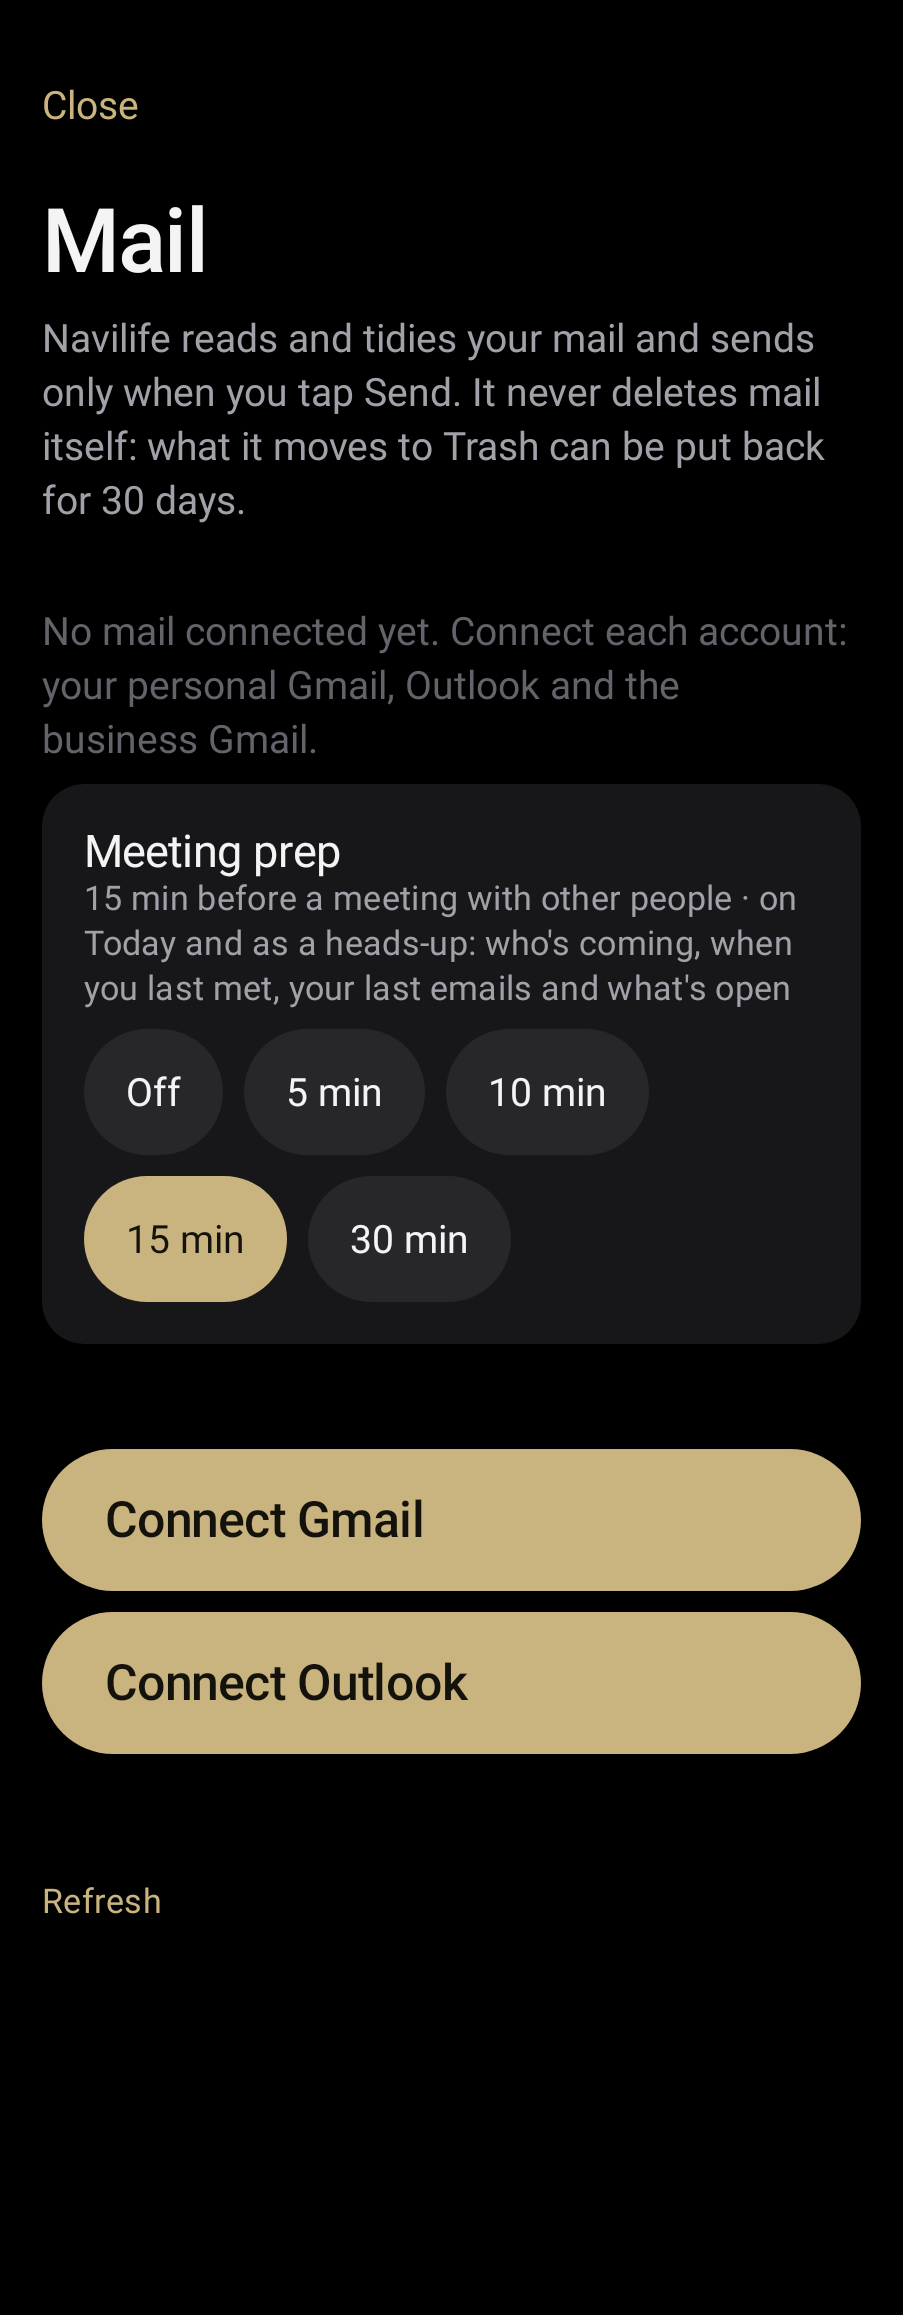 Close
Mail
Navilife reads and tidies your mail and sends
only when you tap Send. It never deletes mail
itself: what it moves to Trash can be put back
for 30 days.
No mail connected yet. Connect each account:
your personal Gmail, Outlook and the
business Gmail.
Meeting prep
15 min before a meeting with other people · on
Today and as a heads-up: who's coming, when
you last met, your last emails and what's open
Off 5 min 10 min
15 min 30 min
Connect Gmail
Connect Outlook
Refresh